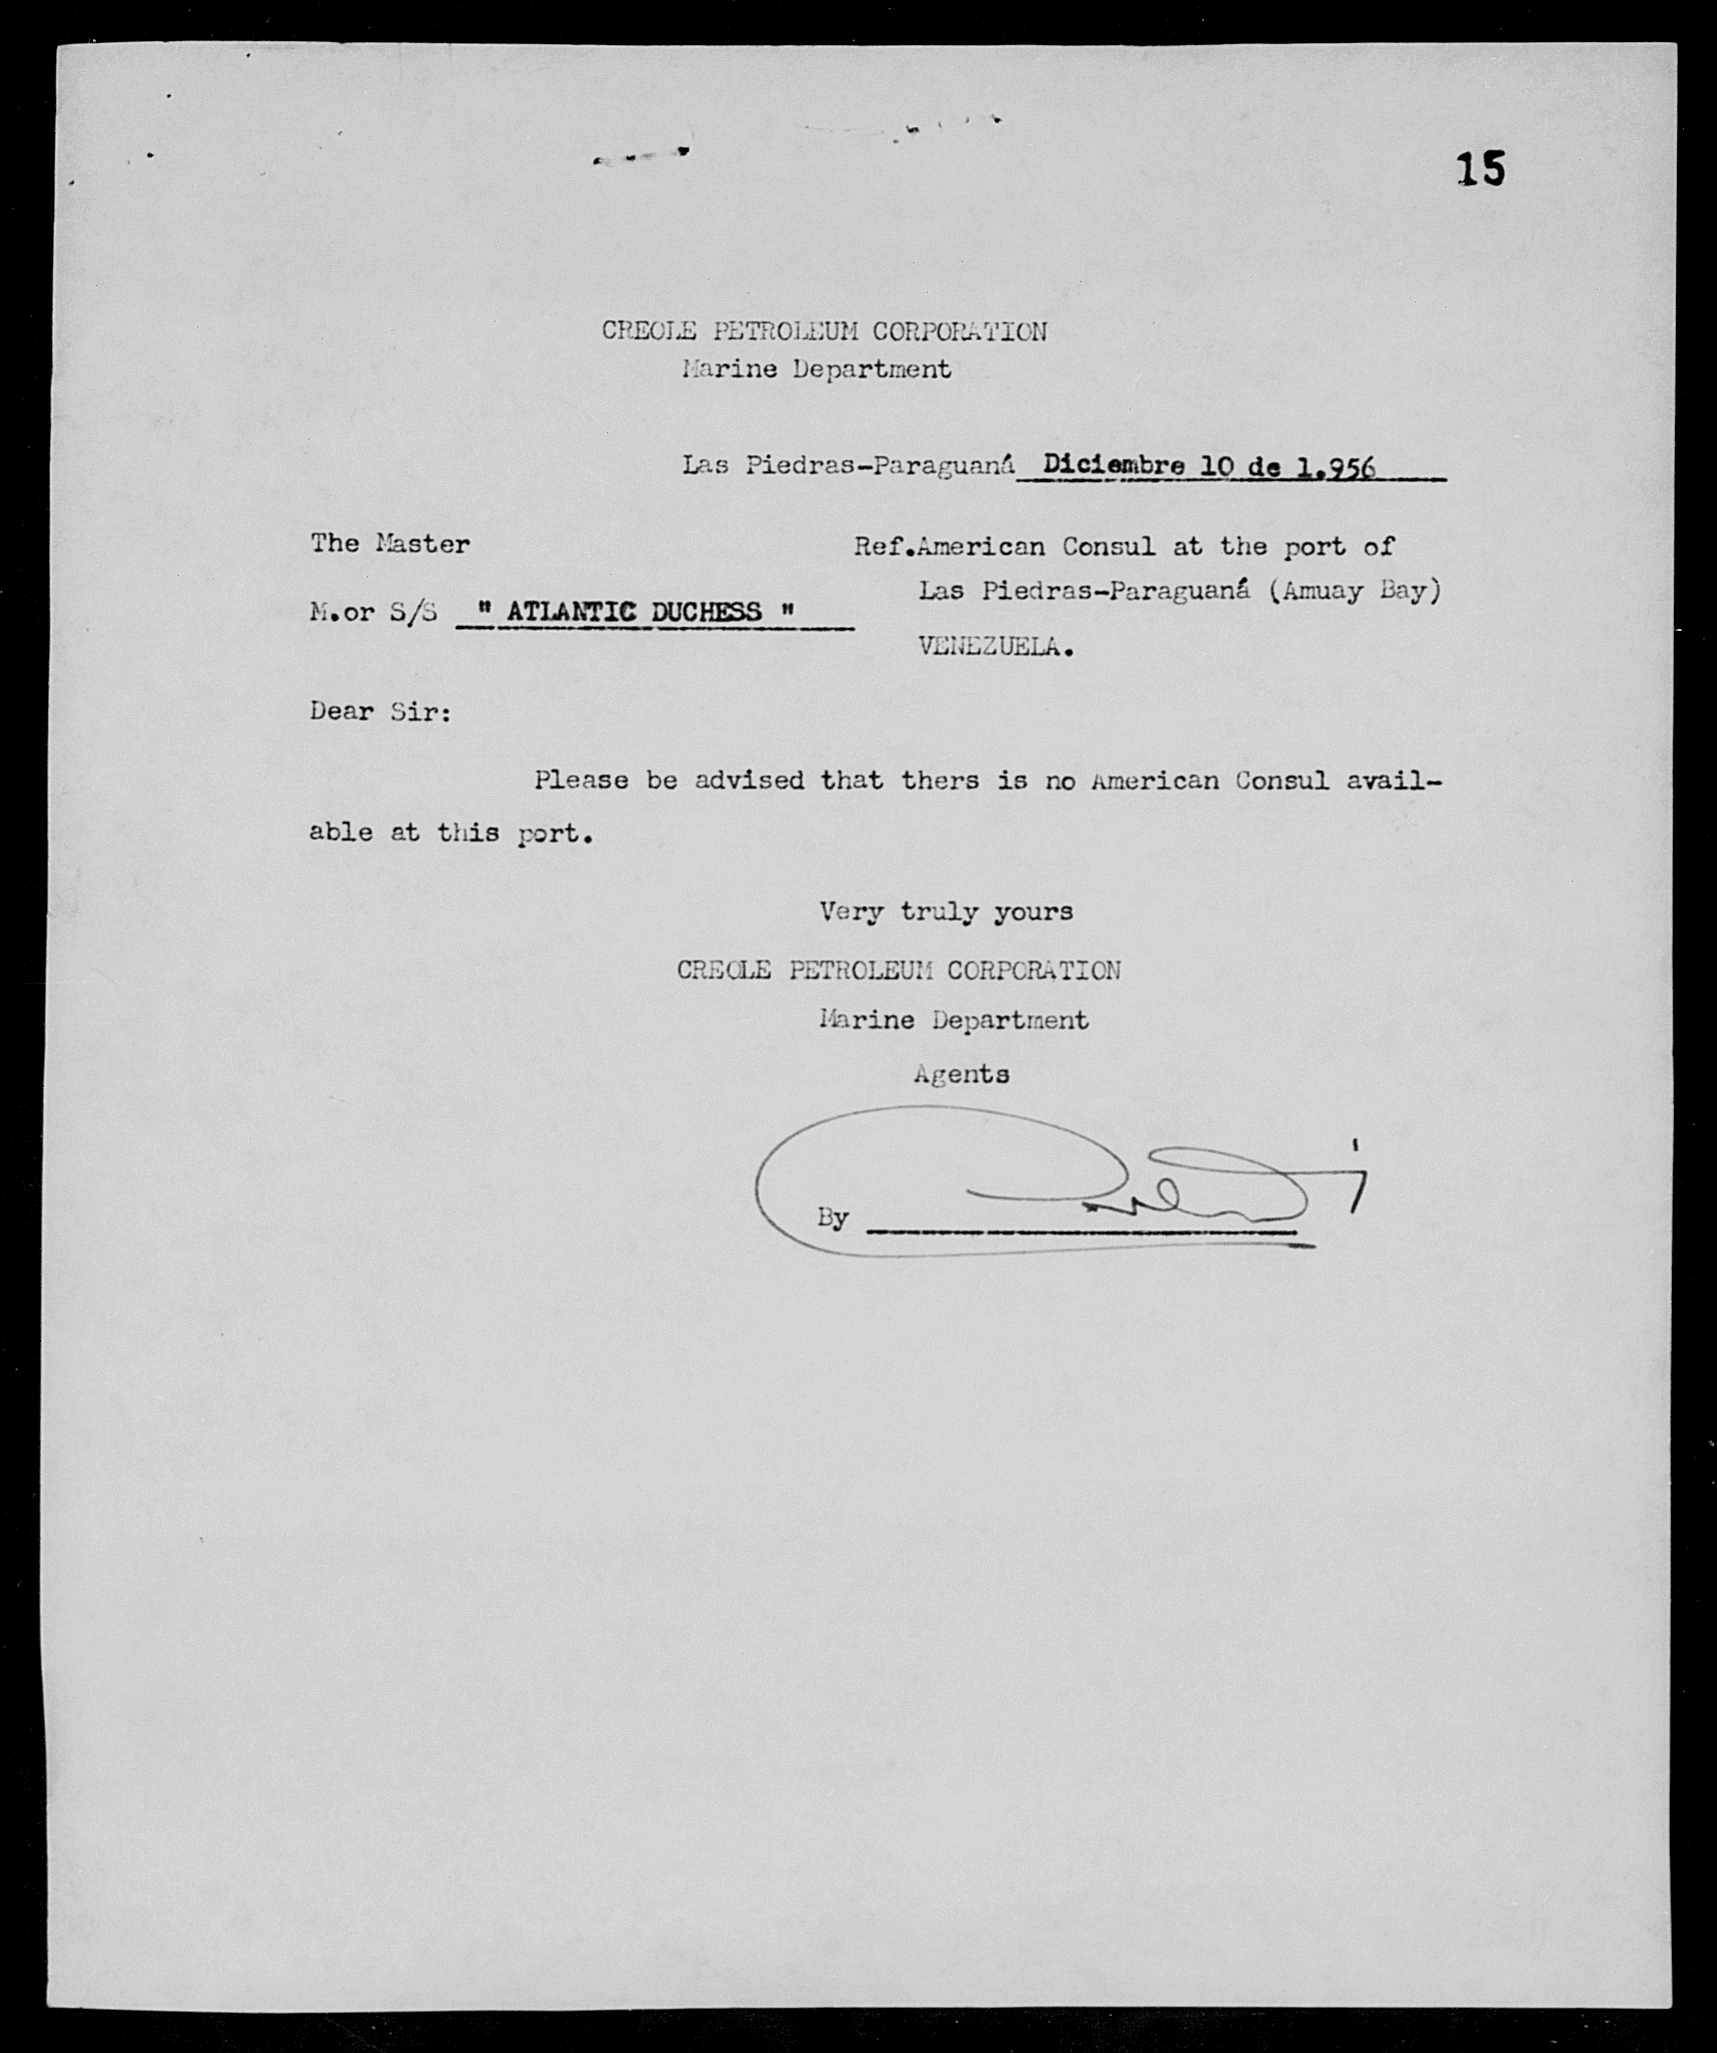 15
CREOLE PETROLEUM CORPORATION
Marine Department
Las Piedras-Paraguaná Diciembre 10 de 1.956
The Master
Ref.American Consul at the port of
Las Piedras-Paraguaná (Amuay Bay)
M.or S/S " ATLANTIC DUCHESS "
VENEZUELA.
Dear Sir:
Please be advised that thers is no American Consul avail-
able at this port.
Very truly yours
CREOLE PETROLEUM CORPORATION
Marine Department
Agents
By